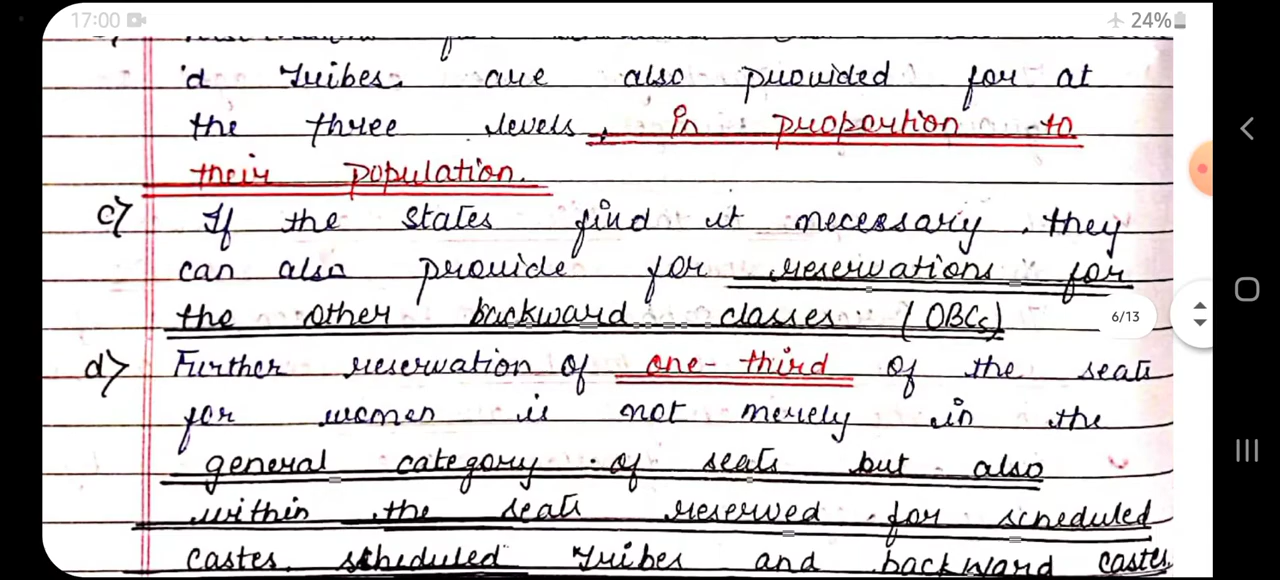 17:00
24%
'd Tribes. are also provided for at
the three levels, in proportion to
their population.
c) If the states find it necessary, they
can also provide for reservations for
the other backward classes (OBCs)
6/13
d) Further reservation of one-third of the seats
for women is not merely in the
general category of seats but also
within the seats reserved for scheduled
castes, scheduled Tribes and backward castes